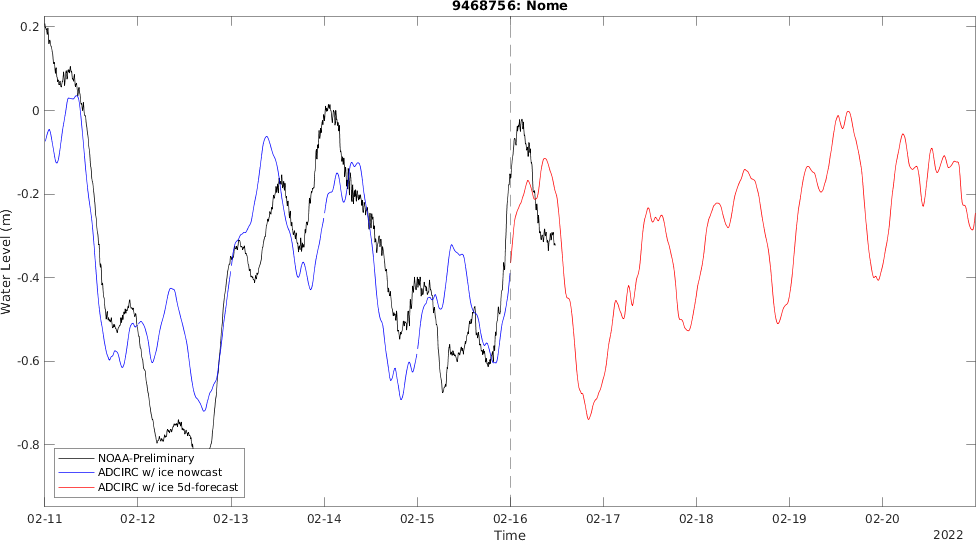 9468756: Nome
0.2
0
-0.2
-0.4
-0.6
-0.8
Water Level (m)
NOAA-Preliminary
ADCIRC w/ ice nowcast
ADCIRC w/ ice 5d-forecast
02-11 02-12 02-13 02-14 02-15 02-16 02-17 02-18 02-19 02-20
Time
2022